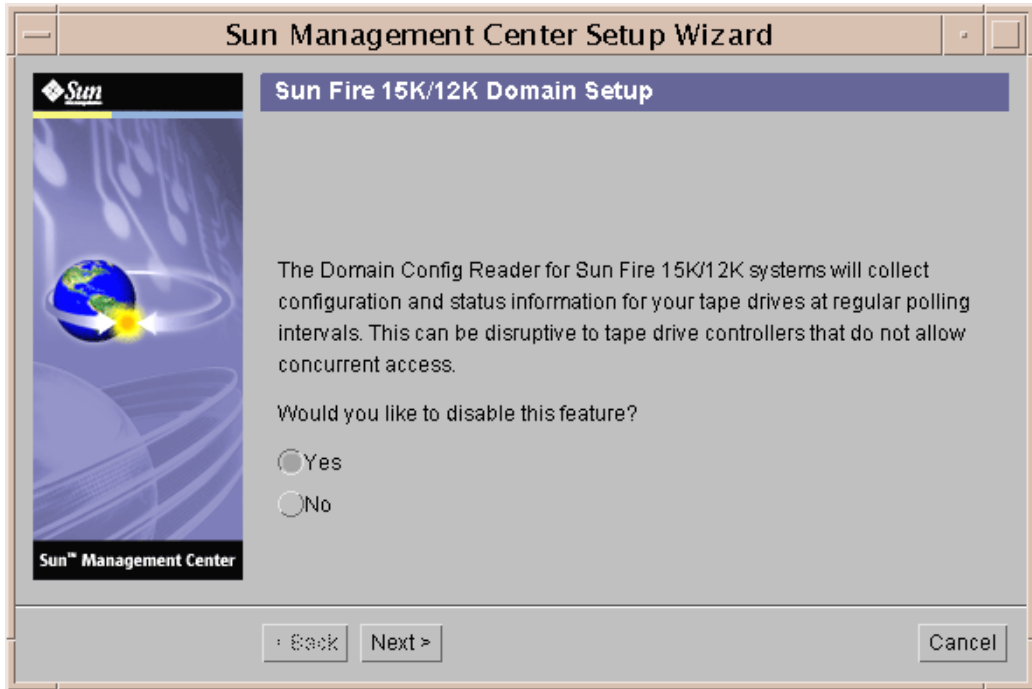 Sun Management Center Setup Wizard
Sun
Sun Fire 15K/12K Domain Setup
The Domain Config Reader for Sun Fire 15K/12K systems will collect
configuration and status information for your tape drives at regular polling
intervals. This can be disruptive to tape drive controllers that do not allow
concurrent access.
Would you like to disable this feature?
Yes
No
Sun™ Management Center
< Back
Next >
Cancel